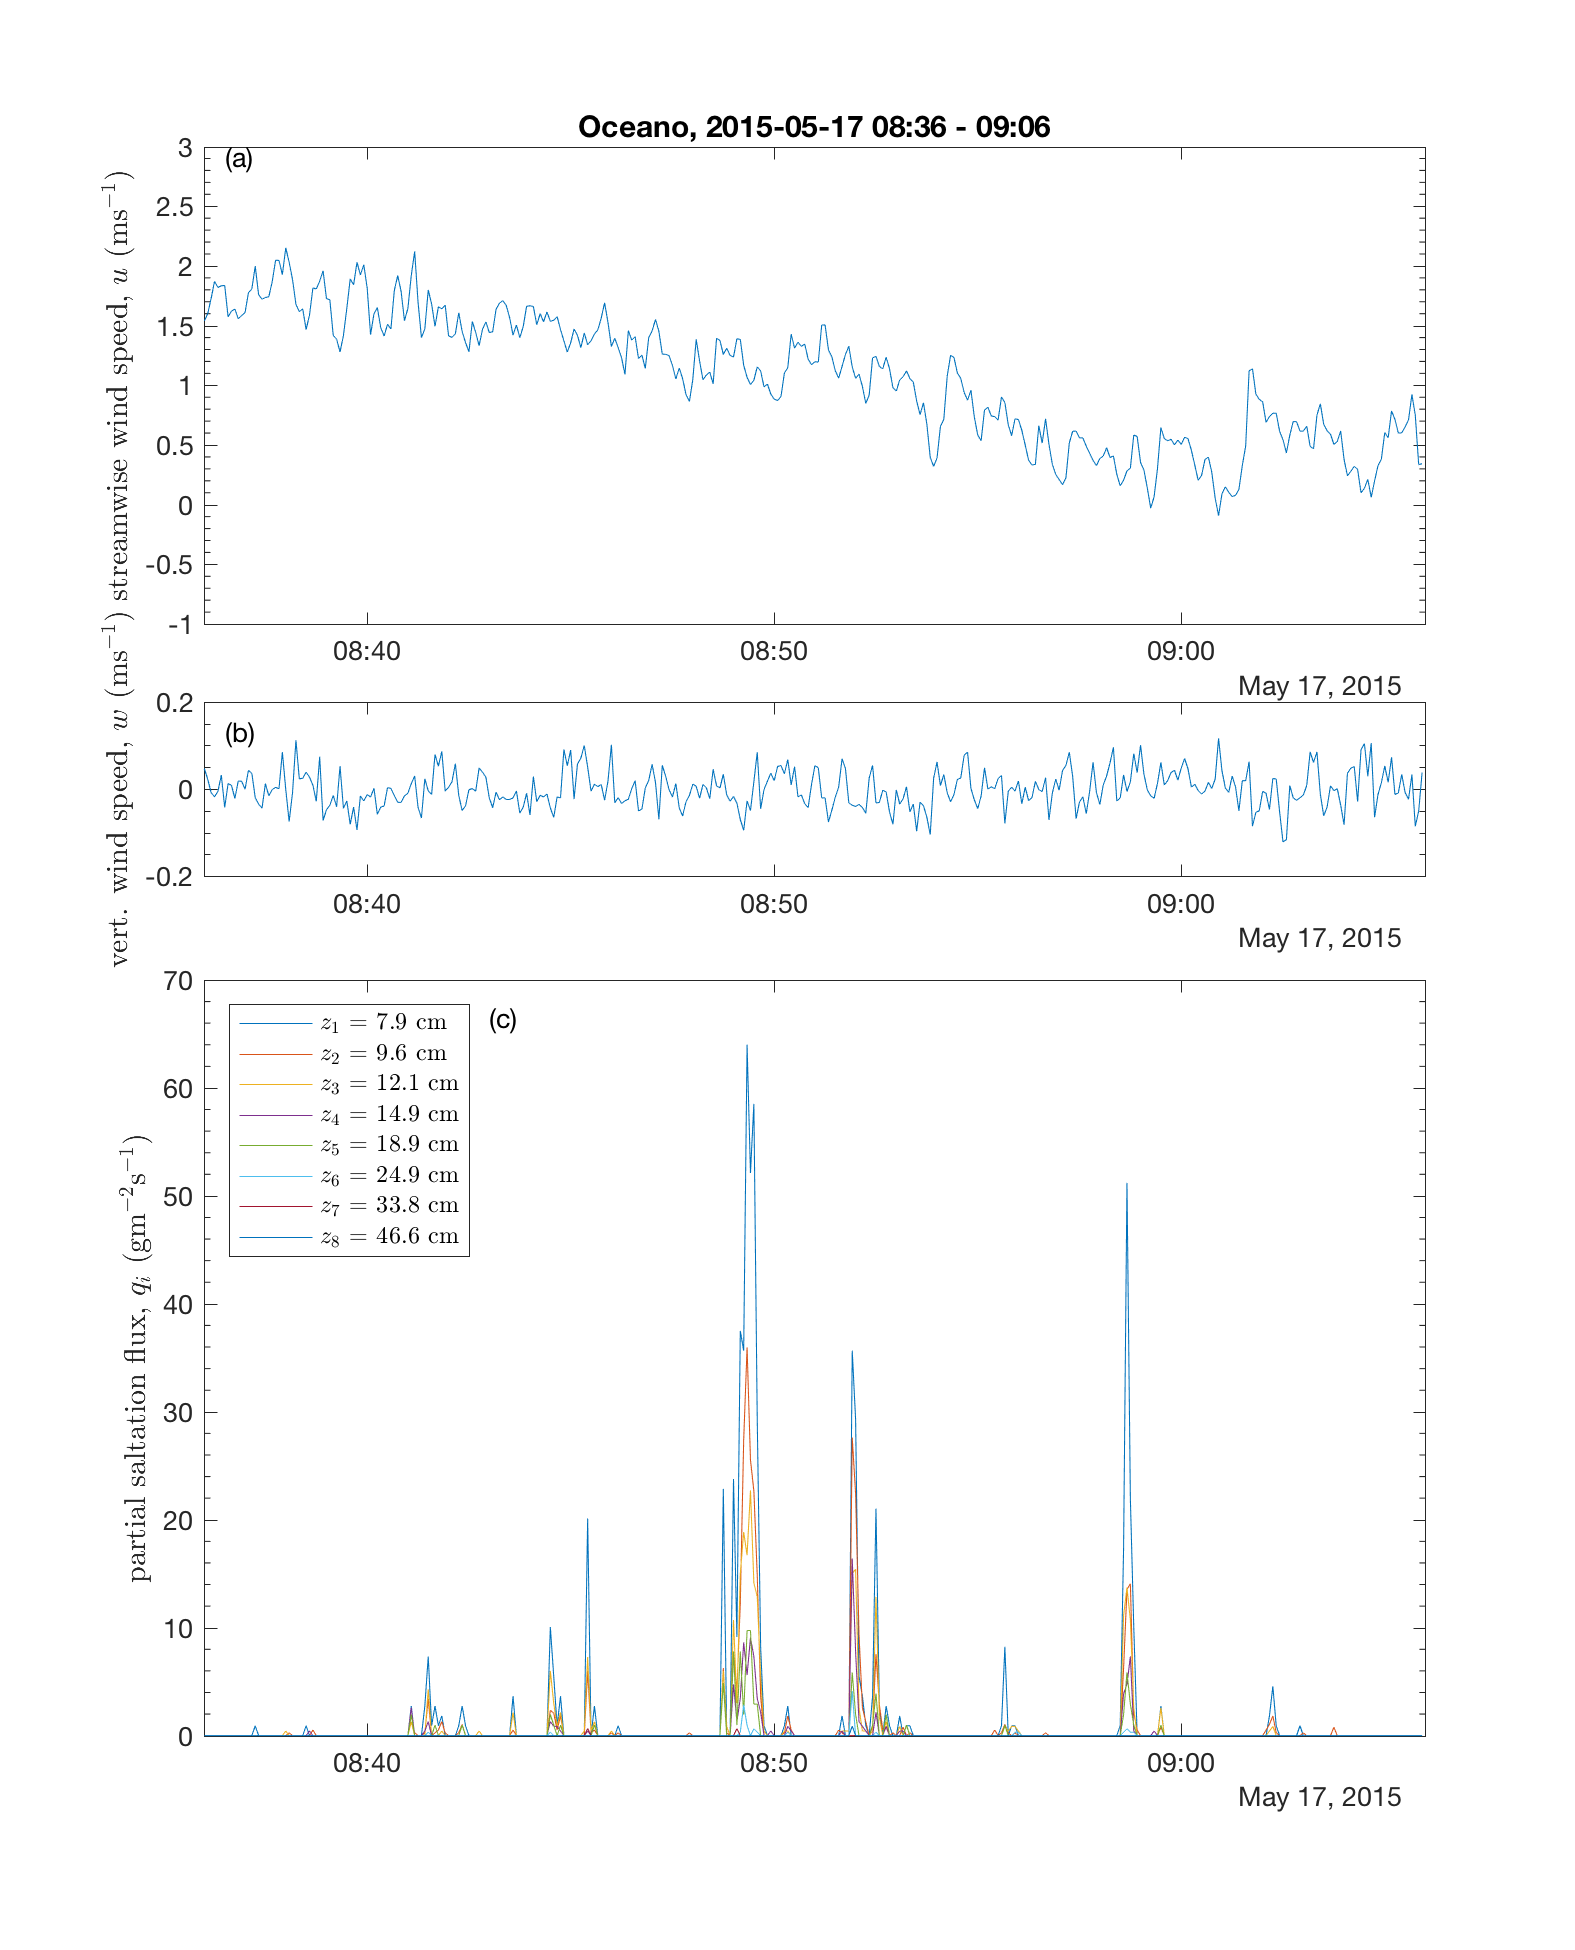 Oceano, 2015-05-17 08:36 - 09:06
(a)
streamwise wind speed, u (ms⁻¹)
3
2.5
2
1.5
1
0.5
0
-0.5
-1
08:40 08:50 09:00
May 17, 2015
(b)
vert. wind speed, w (ms⁻¹)
0.2
0
-0.2
08:40 08:50 09:00
May 17, 2015
(c)
partial saltation flux, qᵢ (gm⁻²s⁻¹)
70
60
50
40
30
20
10
0
z₁ = 7.9 cm
z₂ = 9.6 cm
z₃ = 12.1 cm
z₄ = 14.9 cm
z₅ = 18.9 cm
z₆ = 24.9 cm
z₇ = 33.8 cm
z₈ = 46.6 cm
08:40 08:50 09:00
May 17, 2015